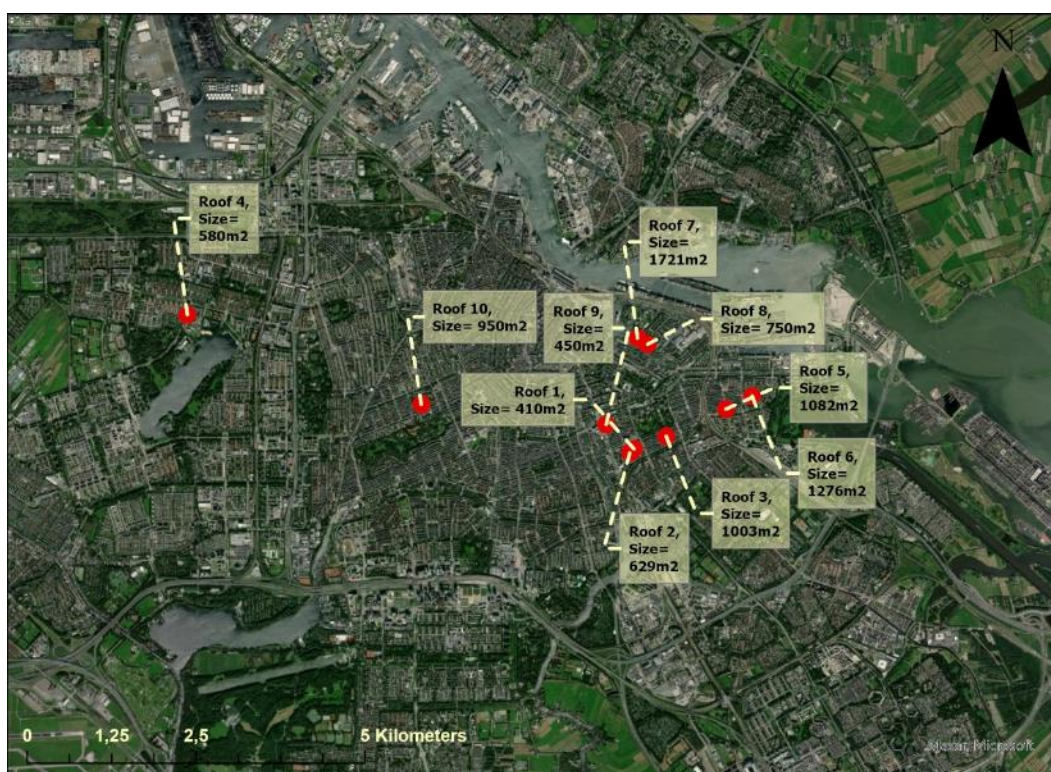 N
Roof 4,
Size=
580m2
Roof 7,
Size=
1721m2
Roof 10,
Size= 950m2
Roof 9,
Size=
450m2
Roof 8,
Size= 750m2
Roof 1,
Size= 410m2
Roof 5,
Size=
1082m2
Roof 6,
Size=
1276m2
Roof 3,
Size=
1003m2
Roof 2,
Size=
629m2
0 1,25 2,5 5 Kilometers
Maxar, Microsoft